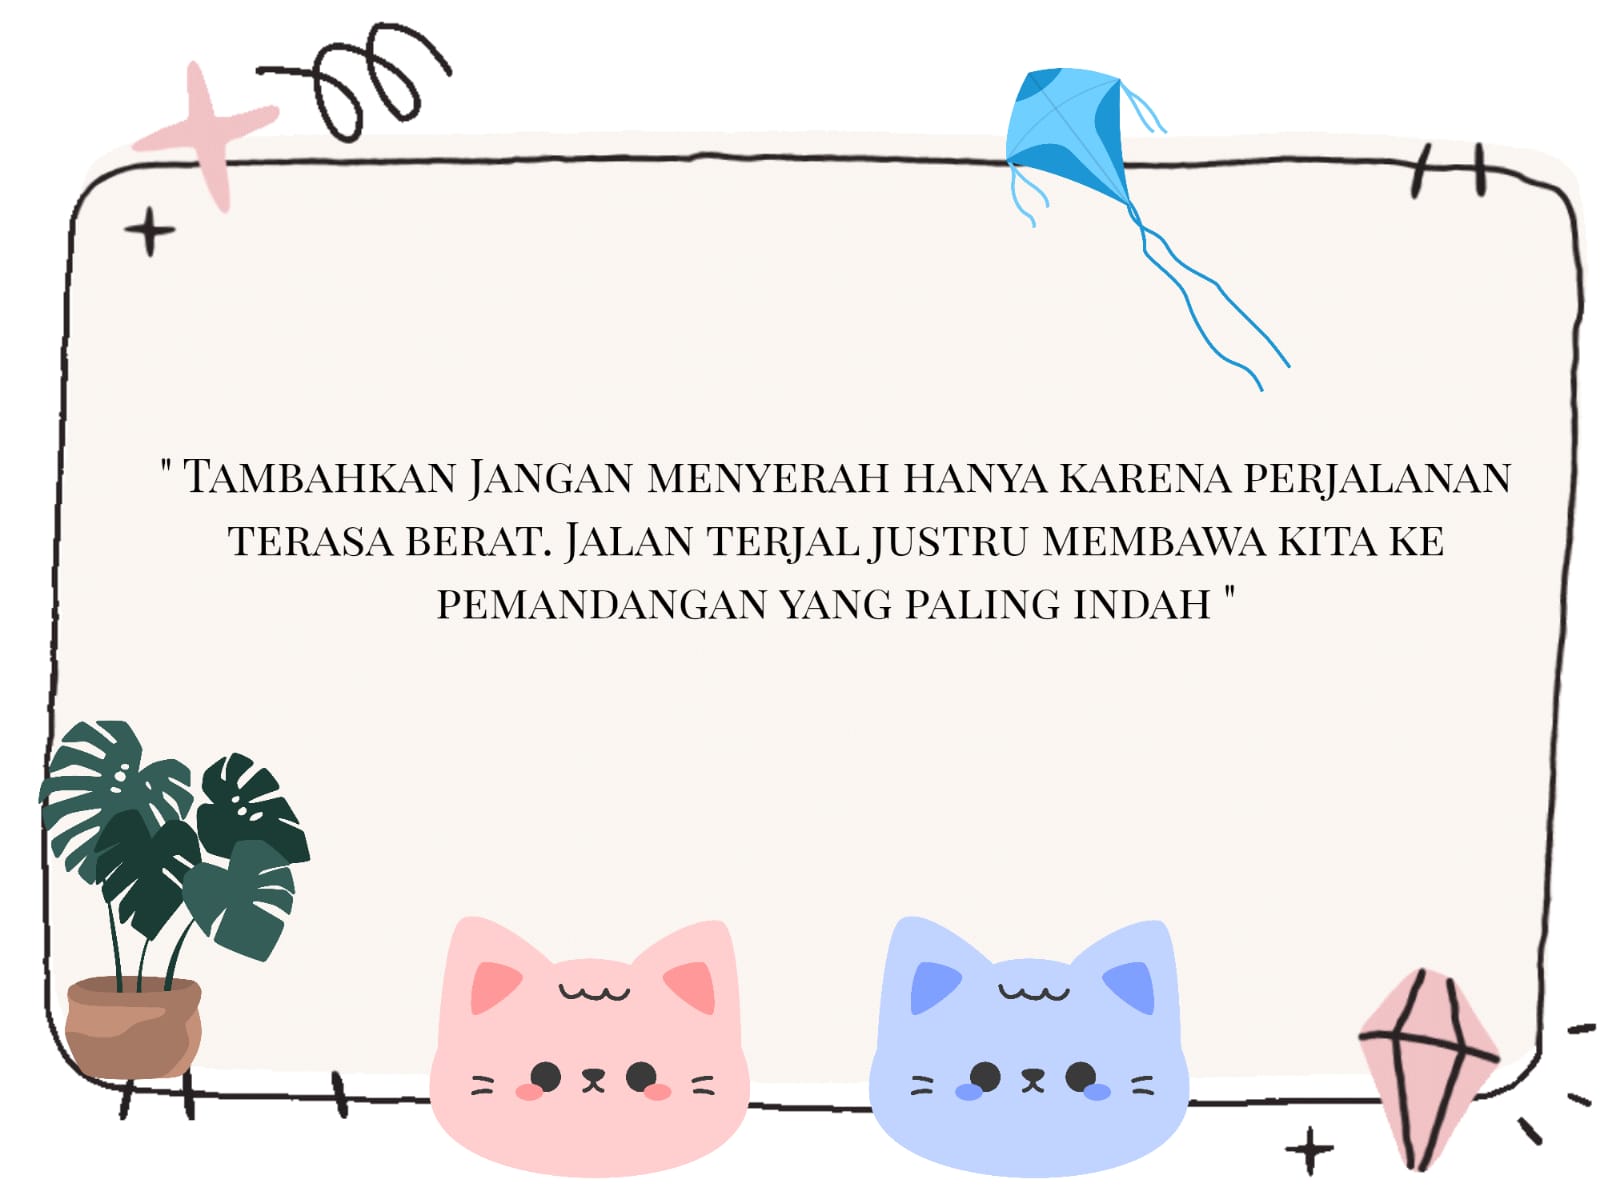 " Tambahkan Jangan menyerah hanya karena perjalanan
terasa berat. Jalan terjal justru membawa kita ke
pemandangan yang paling indah "